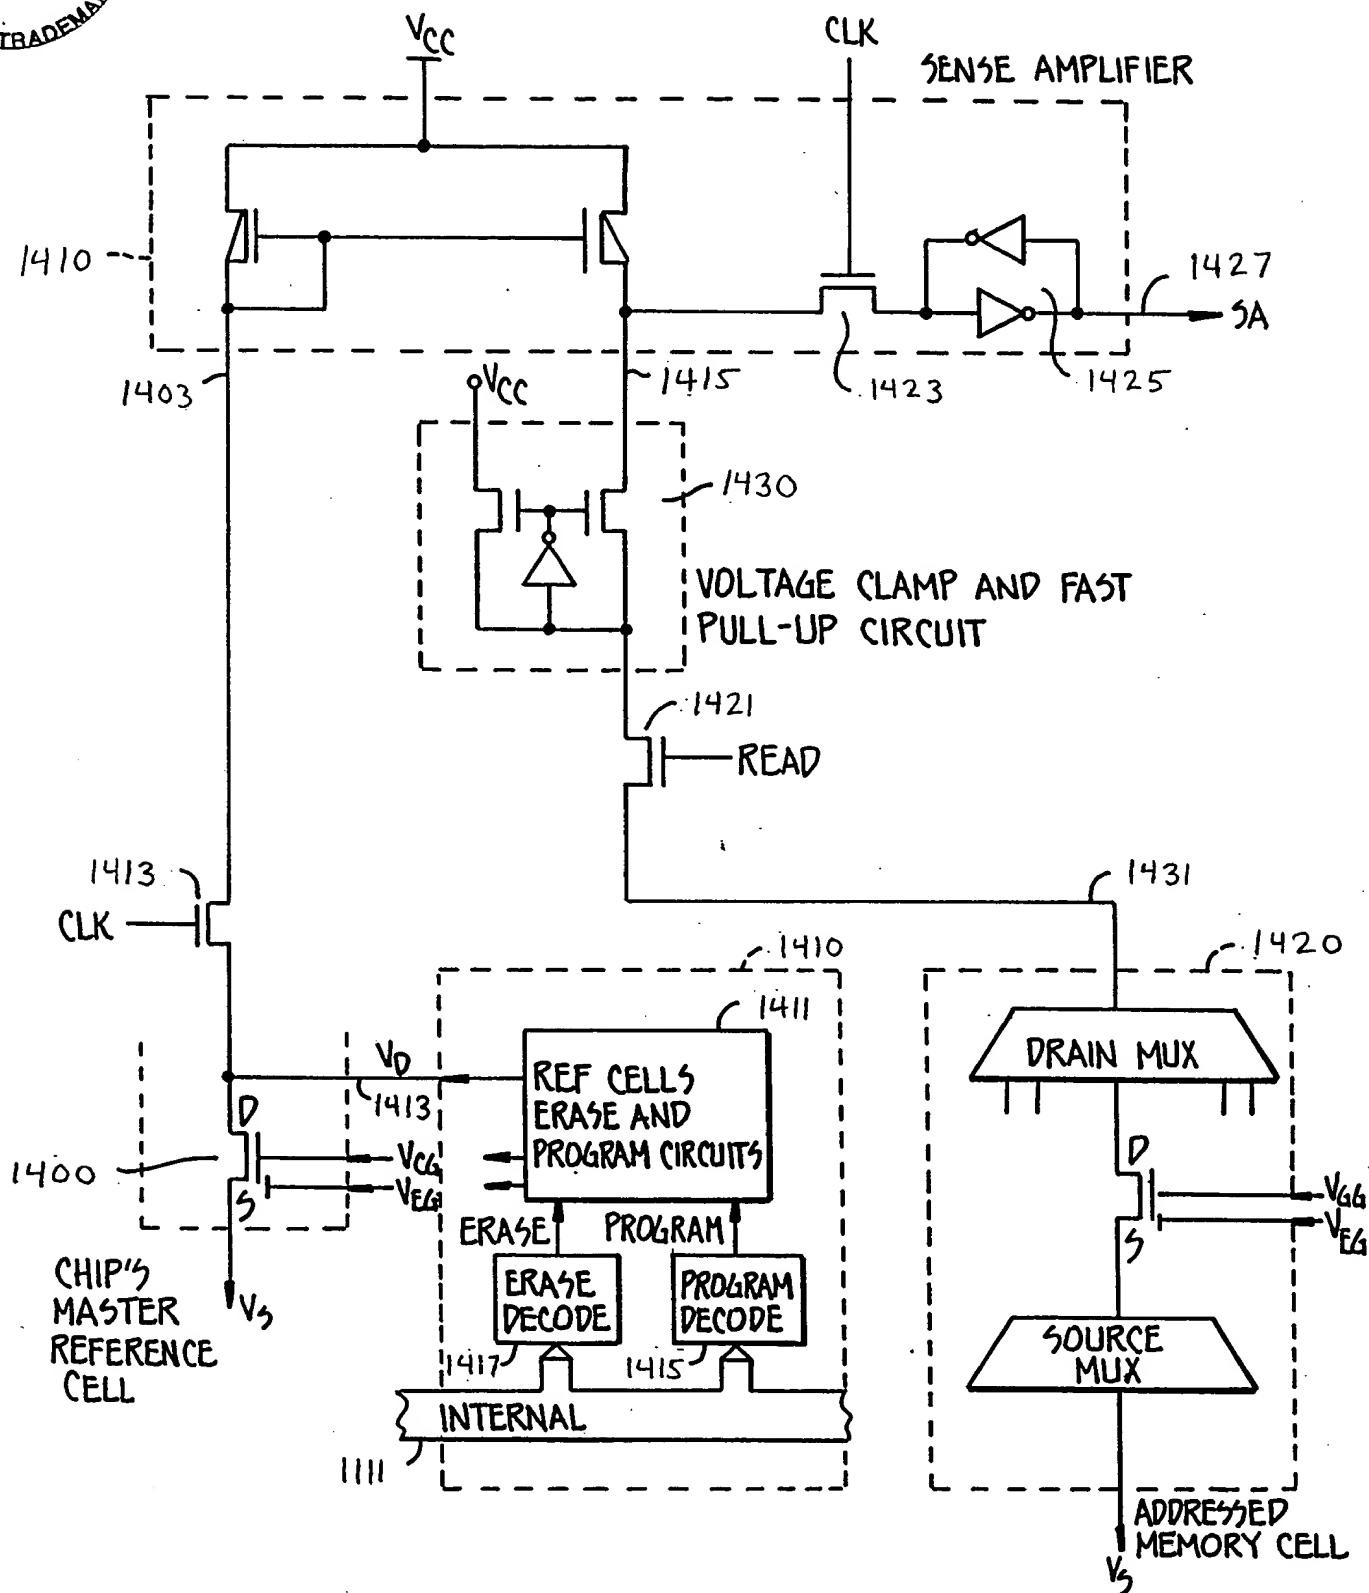 TRADEMA
VCC
CLK
SENSE AMPLIFIER
1410
1427
SA
1403
VCC
1415
1423
1425
1430
VOLTAGE CLAMP AND FAST
PULL-UP CIRCUIT
1421
READ
1413
CLK
1431
1410
1420
1411
VD
1413
REF CELLS
ERASE AND
PROGRAM CIRCUITS
DRAIN MUX
D
S
1400
VCG
VEG
D
S
VGG
VEG
ERASE
PROGRAM
ERASE
DECODE
PROGRAM
DECODE
1417
1415
CHIP'S
MASTER
REFERENCE
CELL
VS
SOURCE
MUX
INTERNAL
1111
ADDRESSED
MEMORY CELL
VS